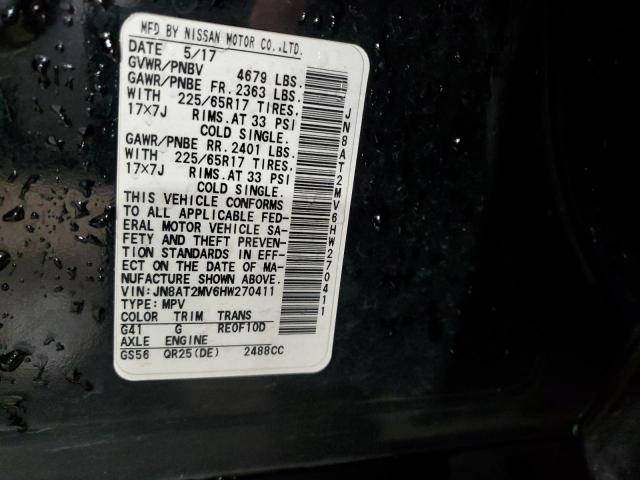 MFD BY NISSAN MOTOR CO.,LTD.
DATE 5/17
GVWR/PNBV 4679 LBS.
GAWR/PNBE FR. 2363 LBS.
WITH 225/65R17 TIRES,
17X7J RIMS.AT 33 PSI
COLD SINGLE.
GAWR/PNBE RR. 2401 LBS.
WITH 225/65R17 TIRES,
17X7J RIMS.AT 33 PSI
COLD SINGLE.
THIS VEHICLE CONFORMS
TO ALL APPLICABLE FED-
ERAL MOTOR VEHICLE SA-
FETY AND THEFT PREVEN-
TION STANDARDS IN EFF-
ECT ON THE DATE OF MA-
NUFACTURE SHOWN ABOVE.
VIN:JN8AT2MV6HW270411
TYPE:MPV
COLOR TRIM TRANS
G41 G RE0F10D
AXLE ENGINE
GS56 QR25(DE) 2488CC
JN8AT2MV6HW270411